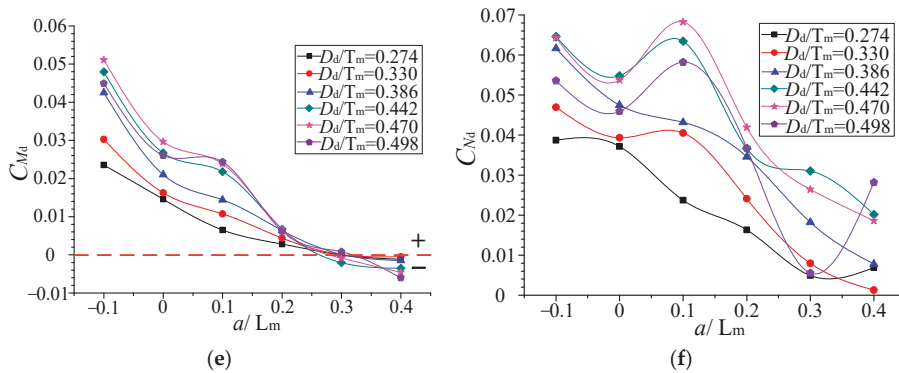 0.06
0.05
0.04
0.03
0.02
0.01
0
−0.01
C_Md
D_d/T_m=0.274
D_d/T_m=0.330
D_d/T_m=0.386
D_d/T_m=0.442
D_d/T_m=0.470
D_d/T_m=0.498
+
−
−0.1 0 0.1 0.2 0.3 0.4
a/ L_m
(e)
0.07
0.06
0.05
0.04
0.03
0.02
0.01
0
C_Nd
D_d/T_m=0.274
D_d/T_m=0.330
D_d/T_m=0.386
D_d/T_m=0.442
D_d/T_m=0.470
D_d/T_m=0.498
−0.1 0 0.1 0.2 0.3 0.4
a/ L_m
(f)